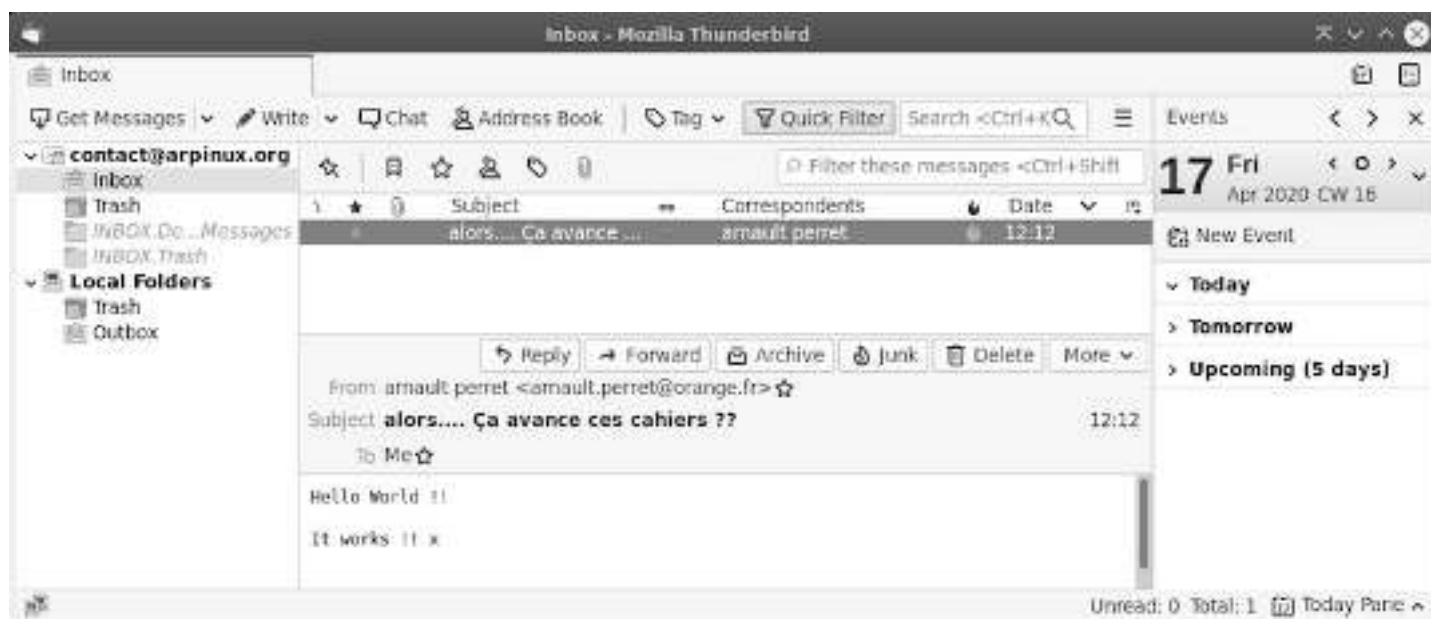 Inbox - Mozilla Thunderbird
Inbox
Get Messages Write Chat Address Book Tag Quick Filter Search <Ctrl+K
Events
contact@arpinux.org
Inbox
Trash
INBOX.De...Messages
INBOX.Trash
Local Folders
Trash
Outbox
Filter these messages <Ctrl+Shift
Subject Correspondents Date
alors.... Ça avance ... arnault perret 12:12
Reply Forward Archive Junk Delete More
From arnault perret <arnault.perret@orange.fr>
Subject alors.... Ça avance ces cahiers ?? 12:12
To Me
Hello World !!
It works !! x
17 Fri
Apr 2020 CW 16
New Event
Today
Tomorrow
Upcoming (5 days)
Unread: 0 Total: 1 Today Pane